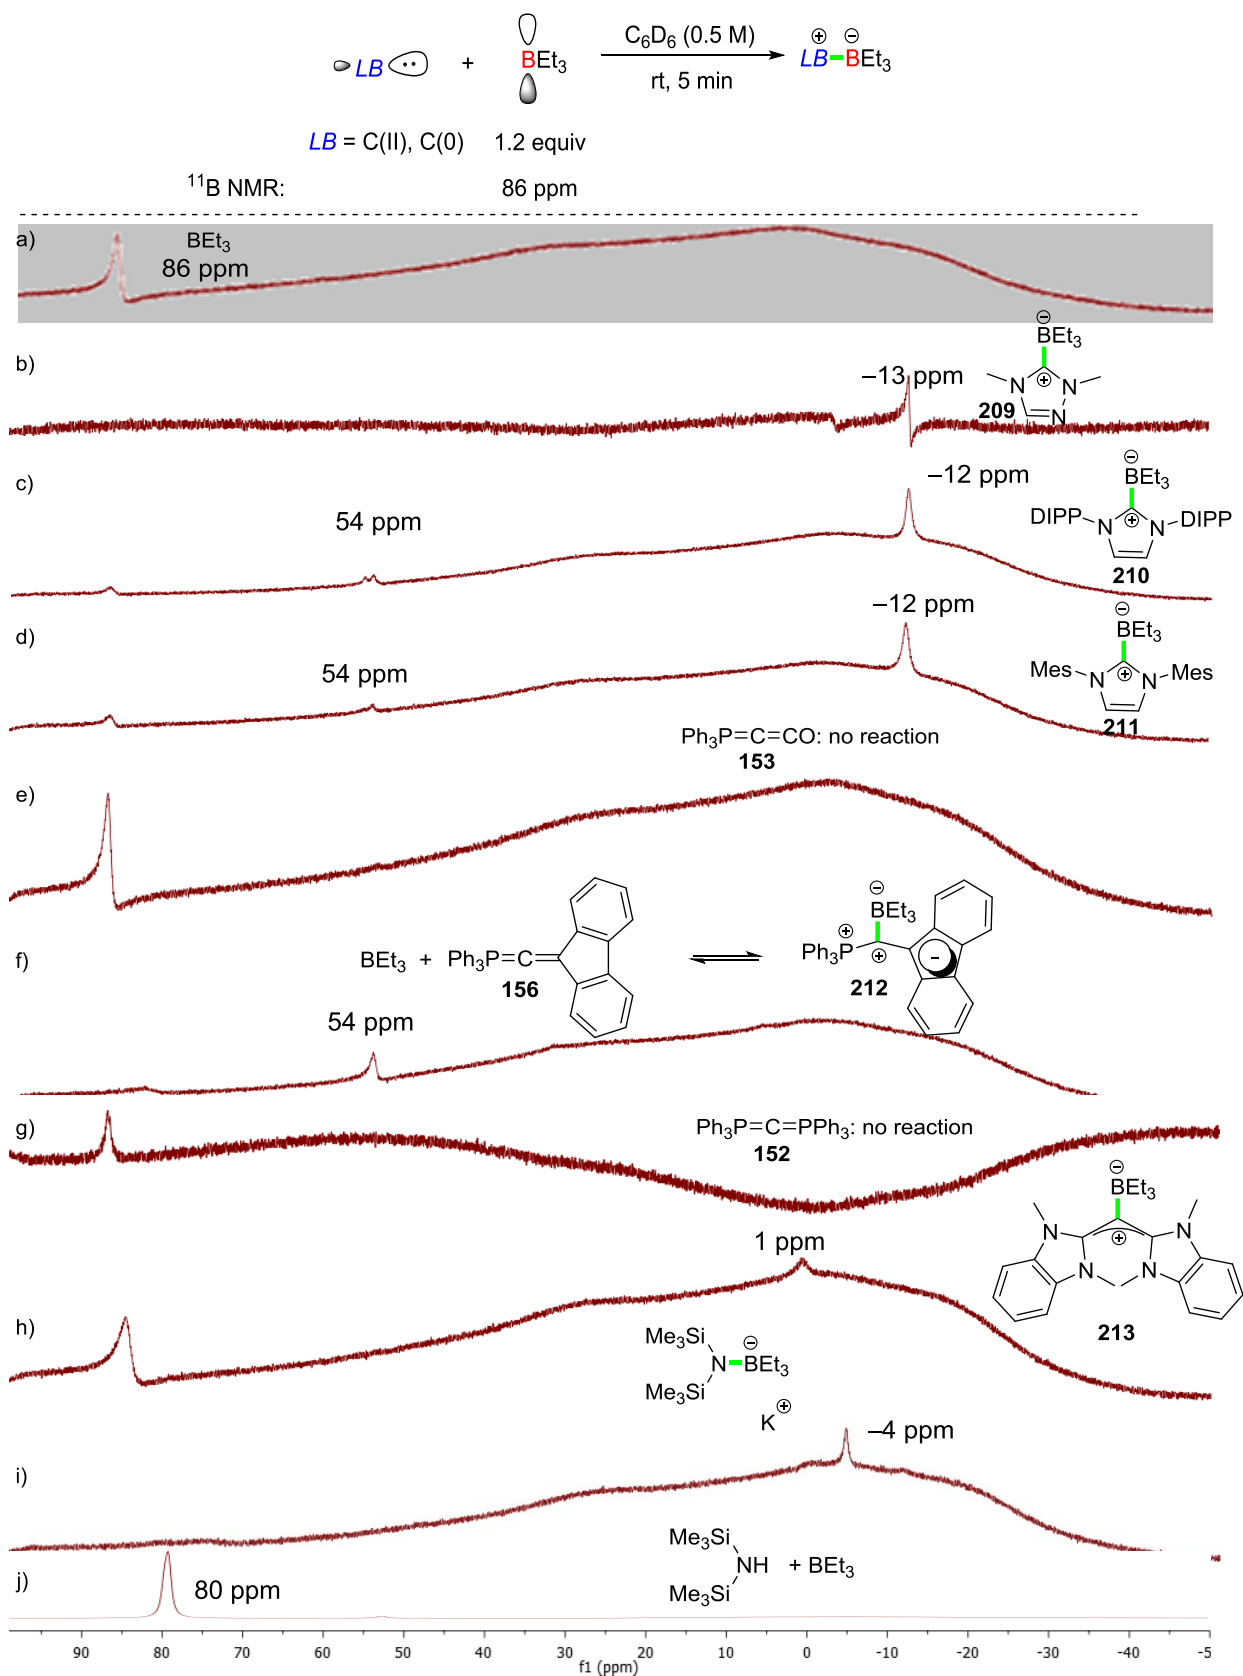 C6D6 (0.5 M)
LB + BEt3 LB–BEt3
⊕ ⊖
rt, 5 min
LB = C(II), C(0) 1.2 equiv
11B NMR: 86 ppm
a) BEt3
86 ppm
b) –13 ppm
⊖
BEt3
N ⊕ N
209 N
c) –12 ppm
54 ppm
⊖
BEt3
DIPP N ⊕ N DIPP
210
d) –12 ppm
54 ppm
⊖
BEt3
Mes N ⊕ N Mes
211
Ph3P=C=CO: no reaction
153
e)
f) BEt3 + Ph3P=C
156
⊖
BEt3
⊕
Ph3P ⊕ -
212
54 ppm
g) Ph3P=C=PPh3: no reaction
152
⊖
BEt3
N ⊕ N
N N
213
1 ppm
h)
Me3Si ⊖
N–BEt3
Me3Si
K⊕
–4 ppm
i)
Me3Si
NH + BEt3
Me3Si
j) 80 ppm
90 80 70 60 50 40 30 20 10 0 -10 -20 -30 -40 -5
f1 (ppm)